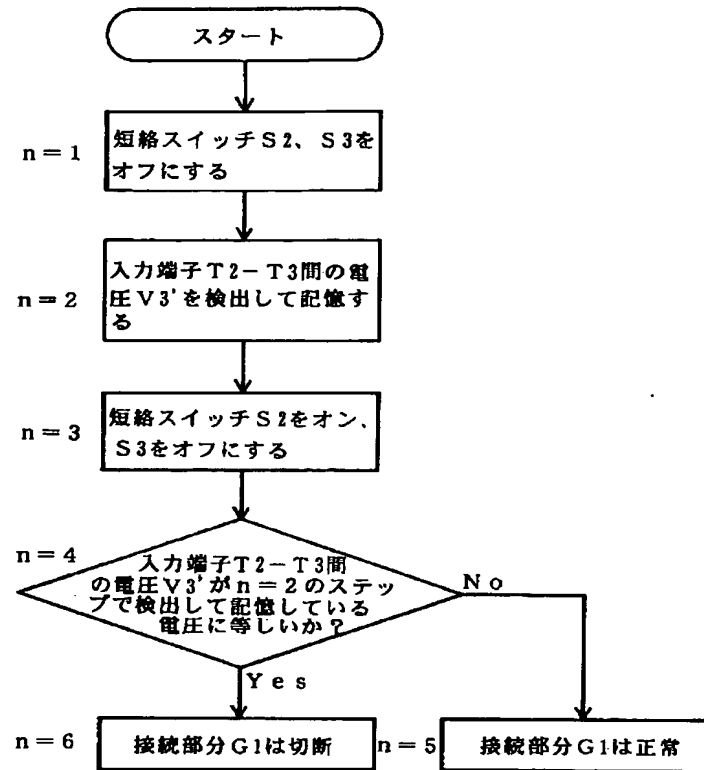 スタート
n＝1
短絡スイッチS2、S3を
オフにする
n＝2
入力端子T2－T3間の電
圧V3'を検出して記憶す
る
n＝3
短絡スイッチS2をオン、
S3をオフにする
n＝4
入力端子T2－T3間
の電圧V3'がn＝2のステッ
プで検出して記憶している
電圧に等しいか？
No
Yes
n＝6
接続部分G1は切断
n＝5
接続部分G1は正常